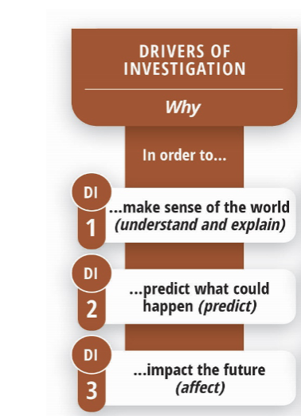 DRIVERS OF
INVESTIGATION
Why
In order to...
DI
1
...make sense of the world
(understand and explain)
DI
2
...predict what could
happen (predict)
DI
3
...impact the future
(affect)